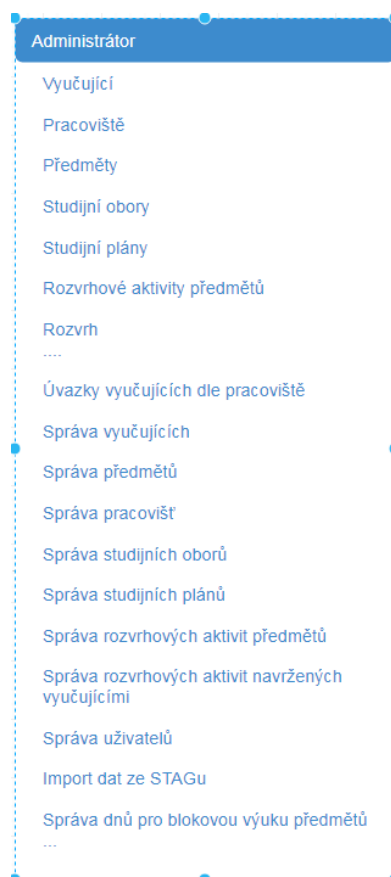 Administrátor
Vyučující
Pracoviště
Předměty
Studijní obory
Studijní plány
Rozvrhové aktivity předmětů
Rozvrh
....
Úvazky vyučujících dle pracoviště
Správa vyučujících
Správa předmětů
Správa pracovišť
Správa studijních oborů
Správa studijních plánů
Správa rozvrhových aktivit předmětů
Správa rozvrhových aktivit navržených
vyučujícími
Správa uživatelů
Import dat ze STAGu
Správa dnů pro blokovou výuku předmětů
...